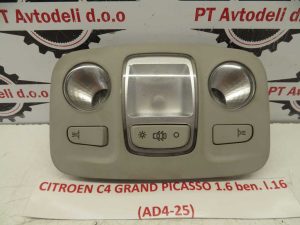 PT Avtodeli d.o.o
PT Avtodeli d.o.o
CITROEN C4 GRAND PICASSO 1.6 ben. l.16
(AD4-25)